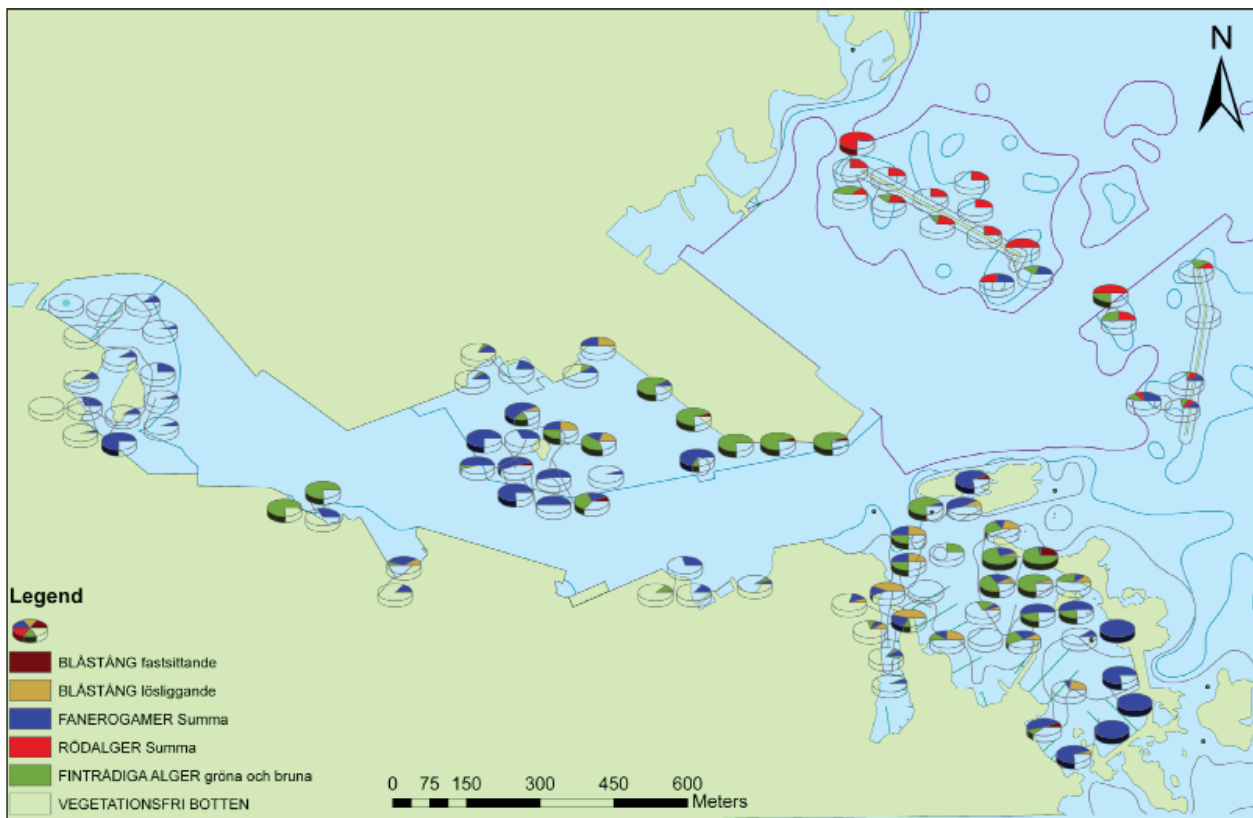 N
Legend
BLÅSTÅNG fastsittande
BLÅSTÅNG lösliggande
FANEROGAMER Summa
RÖDALGER Summa
FINTRÅDIGA ALGER gröna och bruna
VEGETATIONSFRI BOTTEN
0 75 150 300 450 600
Meters